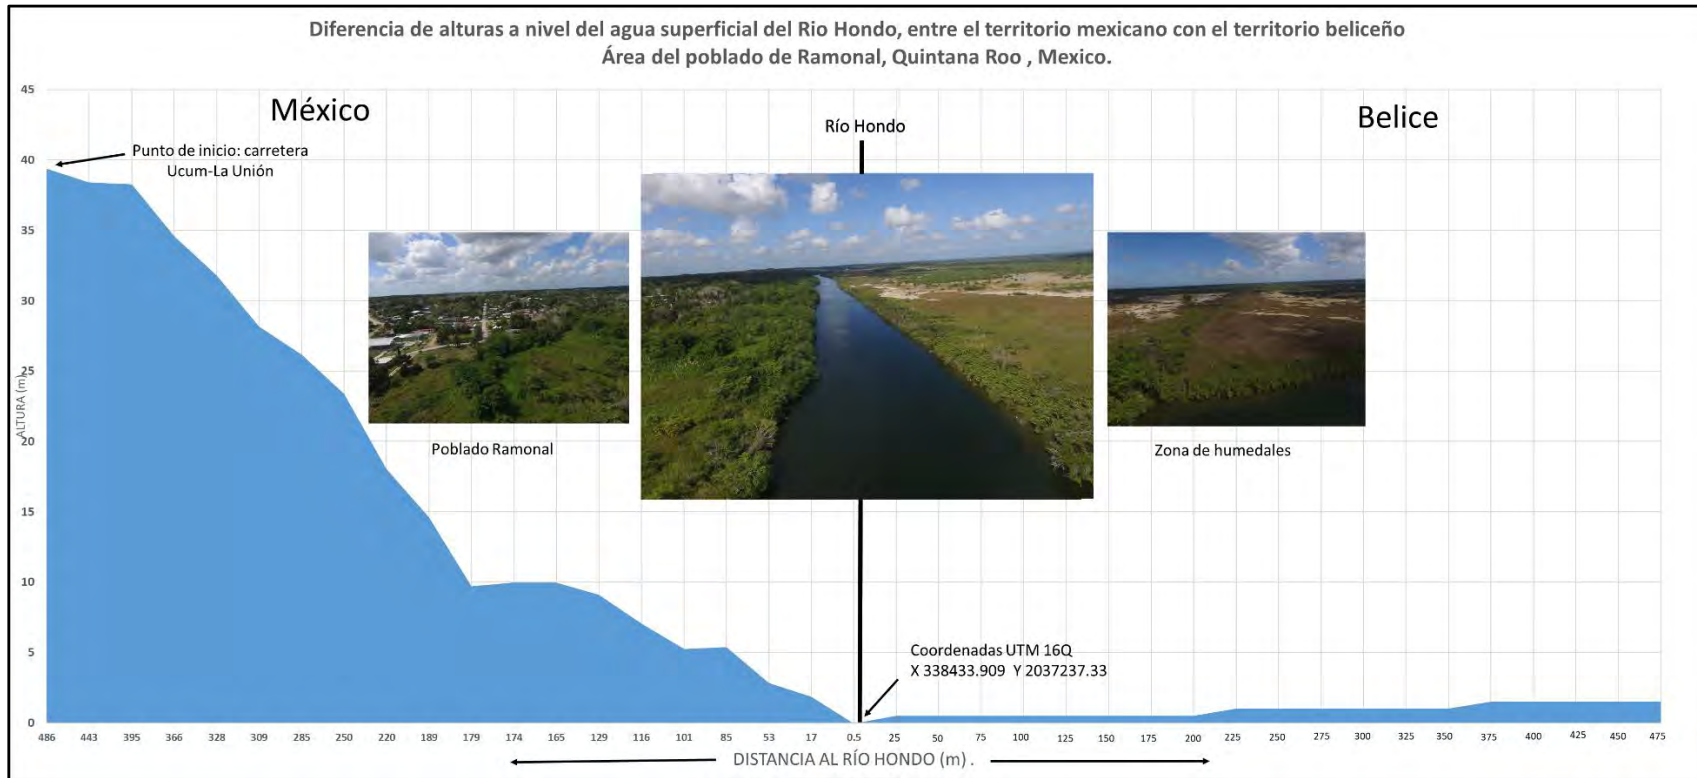 Diferencia de alturas a nivel del agua superficial del Rio Hondo, entre el territorio mexicano con el territorio beliceño
Área del poblado de Ramonal, Quintana Roo , Mexico.
México
Río Hondo
Belice
Punto de inicio: carretera
Ucum-La Unión
Poblado Ramonal
Zona de humedales
Coordenadas UTM 16Q
X 338433.909 Y 2037237.33
ALTURA (m)
45
40
35
30
25
20
15
10
5
0
486 443 395 366 328 309 285 250 220 189 179 174 165 129 116 101 85 53 17 0.5 25 50 75 100 125 150 175 200 225 250 275 300 325 350 375 400 425 450 475
DISTANCIA AL RÍO HONDO (m) .